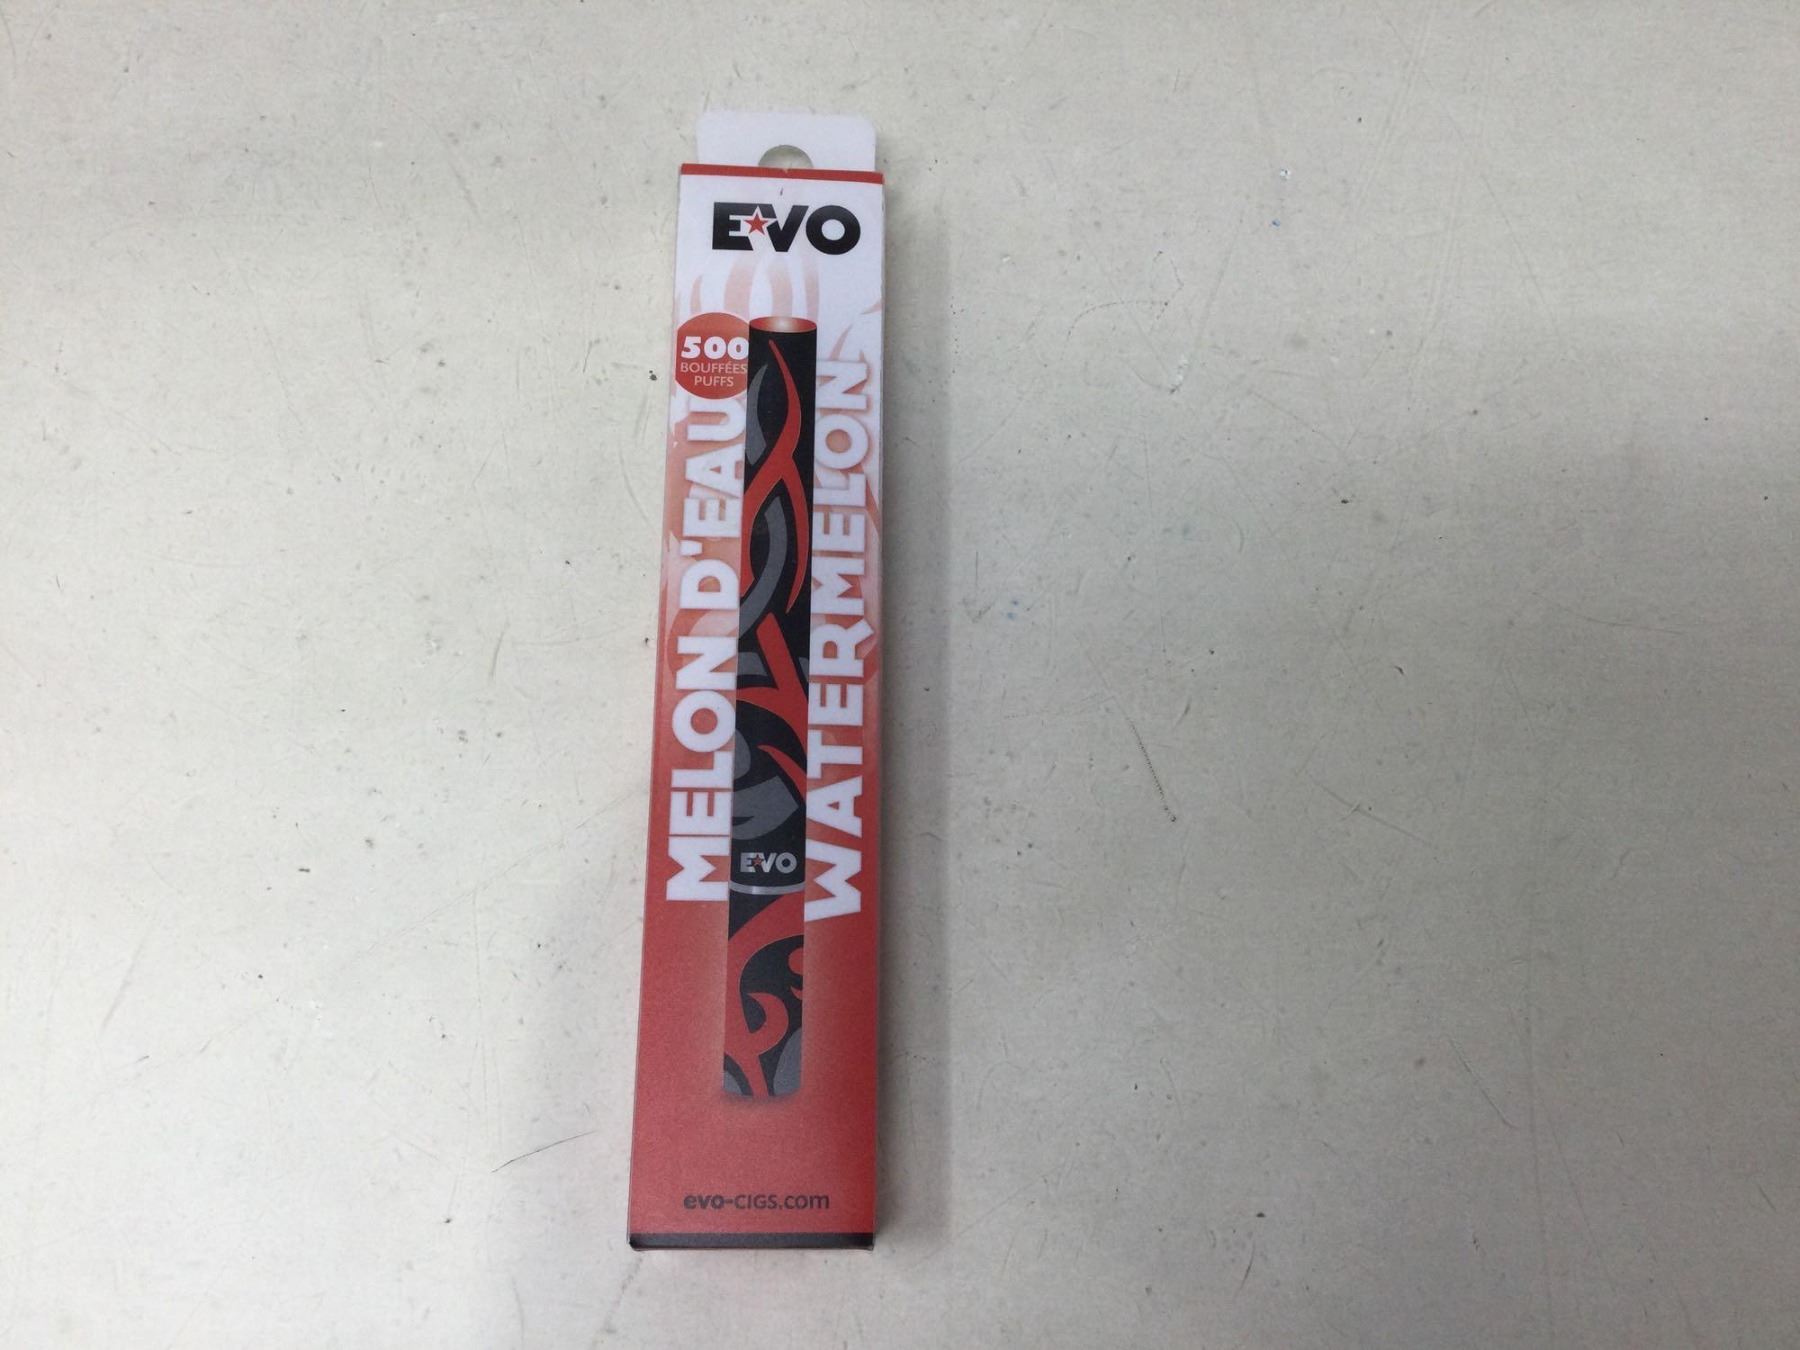 EVO
500
BOUFFÉES
PUFFS
MELON D'EAU
WATERMELON
EVO
evo-CIGS.com